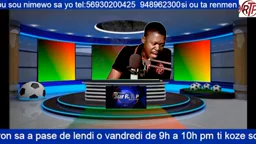 ou sou nimewo sa yo tel:56930200425 948962300si ou ta renmen
RTF
on sa a pase de lendi o vandredi de 9h a 10h pm ti koze so